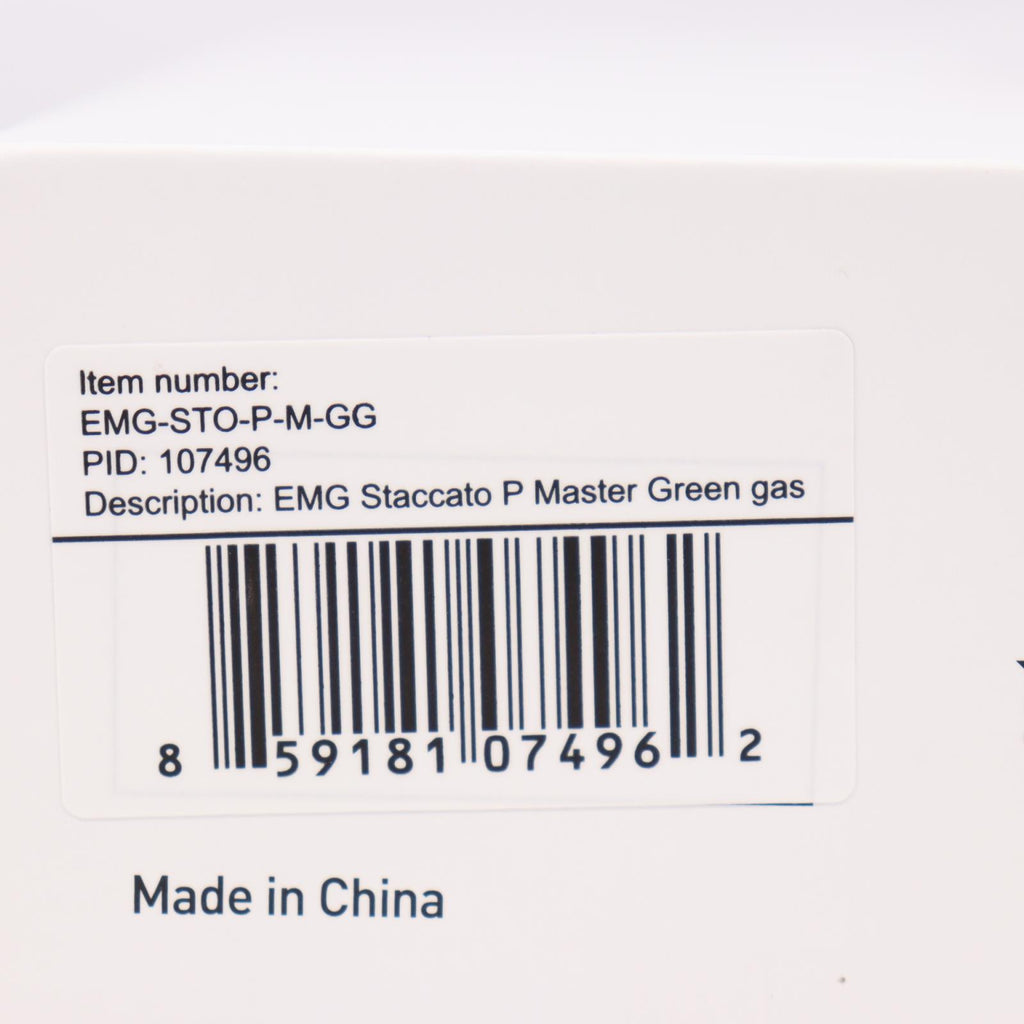 Item number:
EMG-STO-P-M-GG
PID: 107496
Description: EMG Staccato P Master Green gas
8 59181 07496 2
Made in China